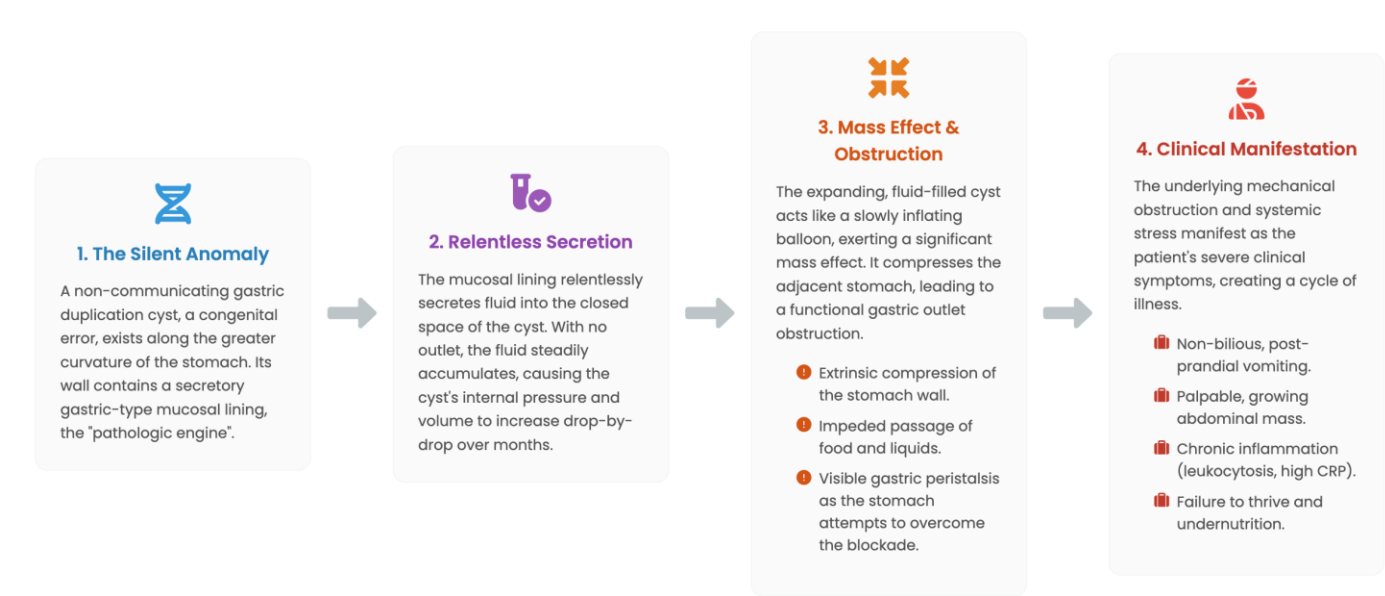 1. The Silent Anomaly
A non-communicating gastric
duplication cyst, a congenital
error, exists along the greater
curvature of the stomach. Its
wall contains a secretory
gastric-type mucosal lining,
the "pathologic engine".
2. Relentless Secretion
The mucosal lining relentlessly
secretes fluid into the closed
space of the cyst. With no
outlet, the fluid steadily
accumulates, causing the
cyst's internal pressure and
volume to increase drop-by-
drop over months.
3. Mass Effect &
Obstruction
The expanding, fluid-filled cyst
acts like a slowly inflating
balloon, exerting a significant
mass effect. It compresses the
adjacent stomach, leading to
a functional gastric outlet
obstruction.
Extrinsic compression of
the stomach wall.
Impeded passage of
food and liquids.
Visible gastric peristalsis
as the stomach
attempts to overcome
the blockade.
4. Clinical Manifestation
The underlying mechanical
obstruction and systemic
stress manifest as the
patient's severe clinical
symptoms, creating a cycle of
illness.
Non-bilious, post-
prandial vomiting.
Palpable, growing
abdominal mass.
Chronic inflammation
(leukocytosis, high CRP).
Failure to thrive and
undernutrition.